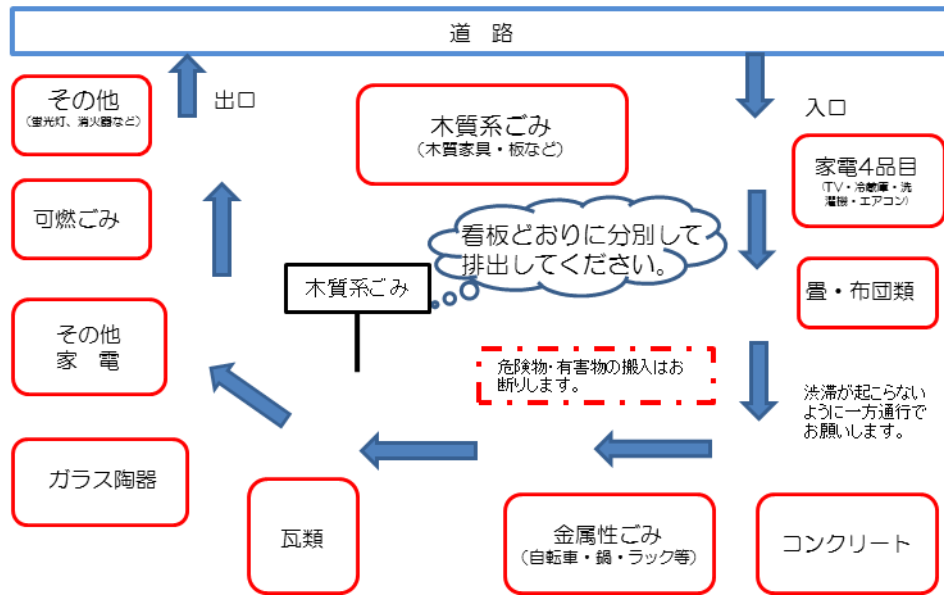 道　路
その他
（蛍光灯、消火器など）
出口
木質系ごみ
（木質家具・板など）
入口
家電4品目
（TV・冷蔵庫・洗
濯機・エアコン）
可燃ごみ
看板どおりに分別して
排出してください。
木質系ごみ
畳・布団類
その他
家　電
危険物・有害物の搬入はお
断りします。
渋滞が起こらない
ように一方通行で
お願いします。
ガラス陶器
瓦類
金属性ごみ
（自転車・鍋・ラック等）
コンクリート